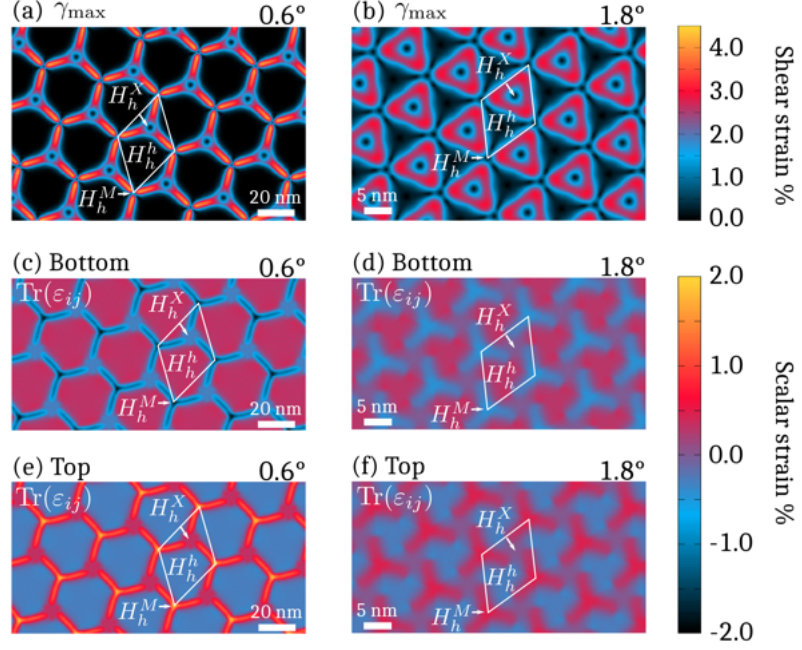 (a) γmax 0.6°
(b) γmax 1.8°
H_h^X
H_h^h
H_h^M
20 nm
H_h^X
H_h^h
H_h^M
5 nm
4.0
3.0
2.0
1.0
0.0
Shear strain %
(c) Bottom 0.6°
Tr(ε_ij)
H_h^X
H_h^h
H_h^M
20 nm
(d) Bottom 1.8°
Tr(ε_ij)
H_h^X
H_h^h
H_h^M
5 nm
(e) Top 0.6°
Tr(ε_ij)
H_h^X
H_h^h
H_h^M
20 nm
(f) Top 1.8°
Tr(ε_ij)
H_h^X
H_h^h
H_h^M
5 nm
2.0
1.0
0.0
-1.0
-2.0
Scalar strain %